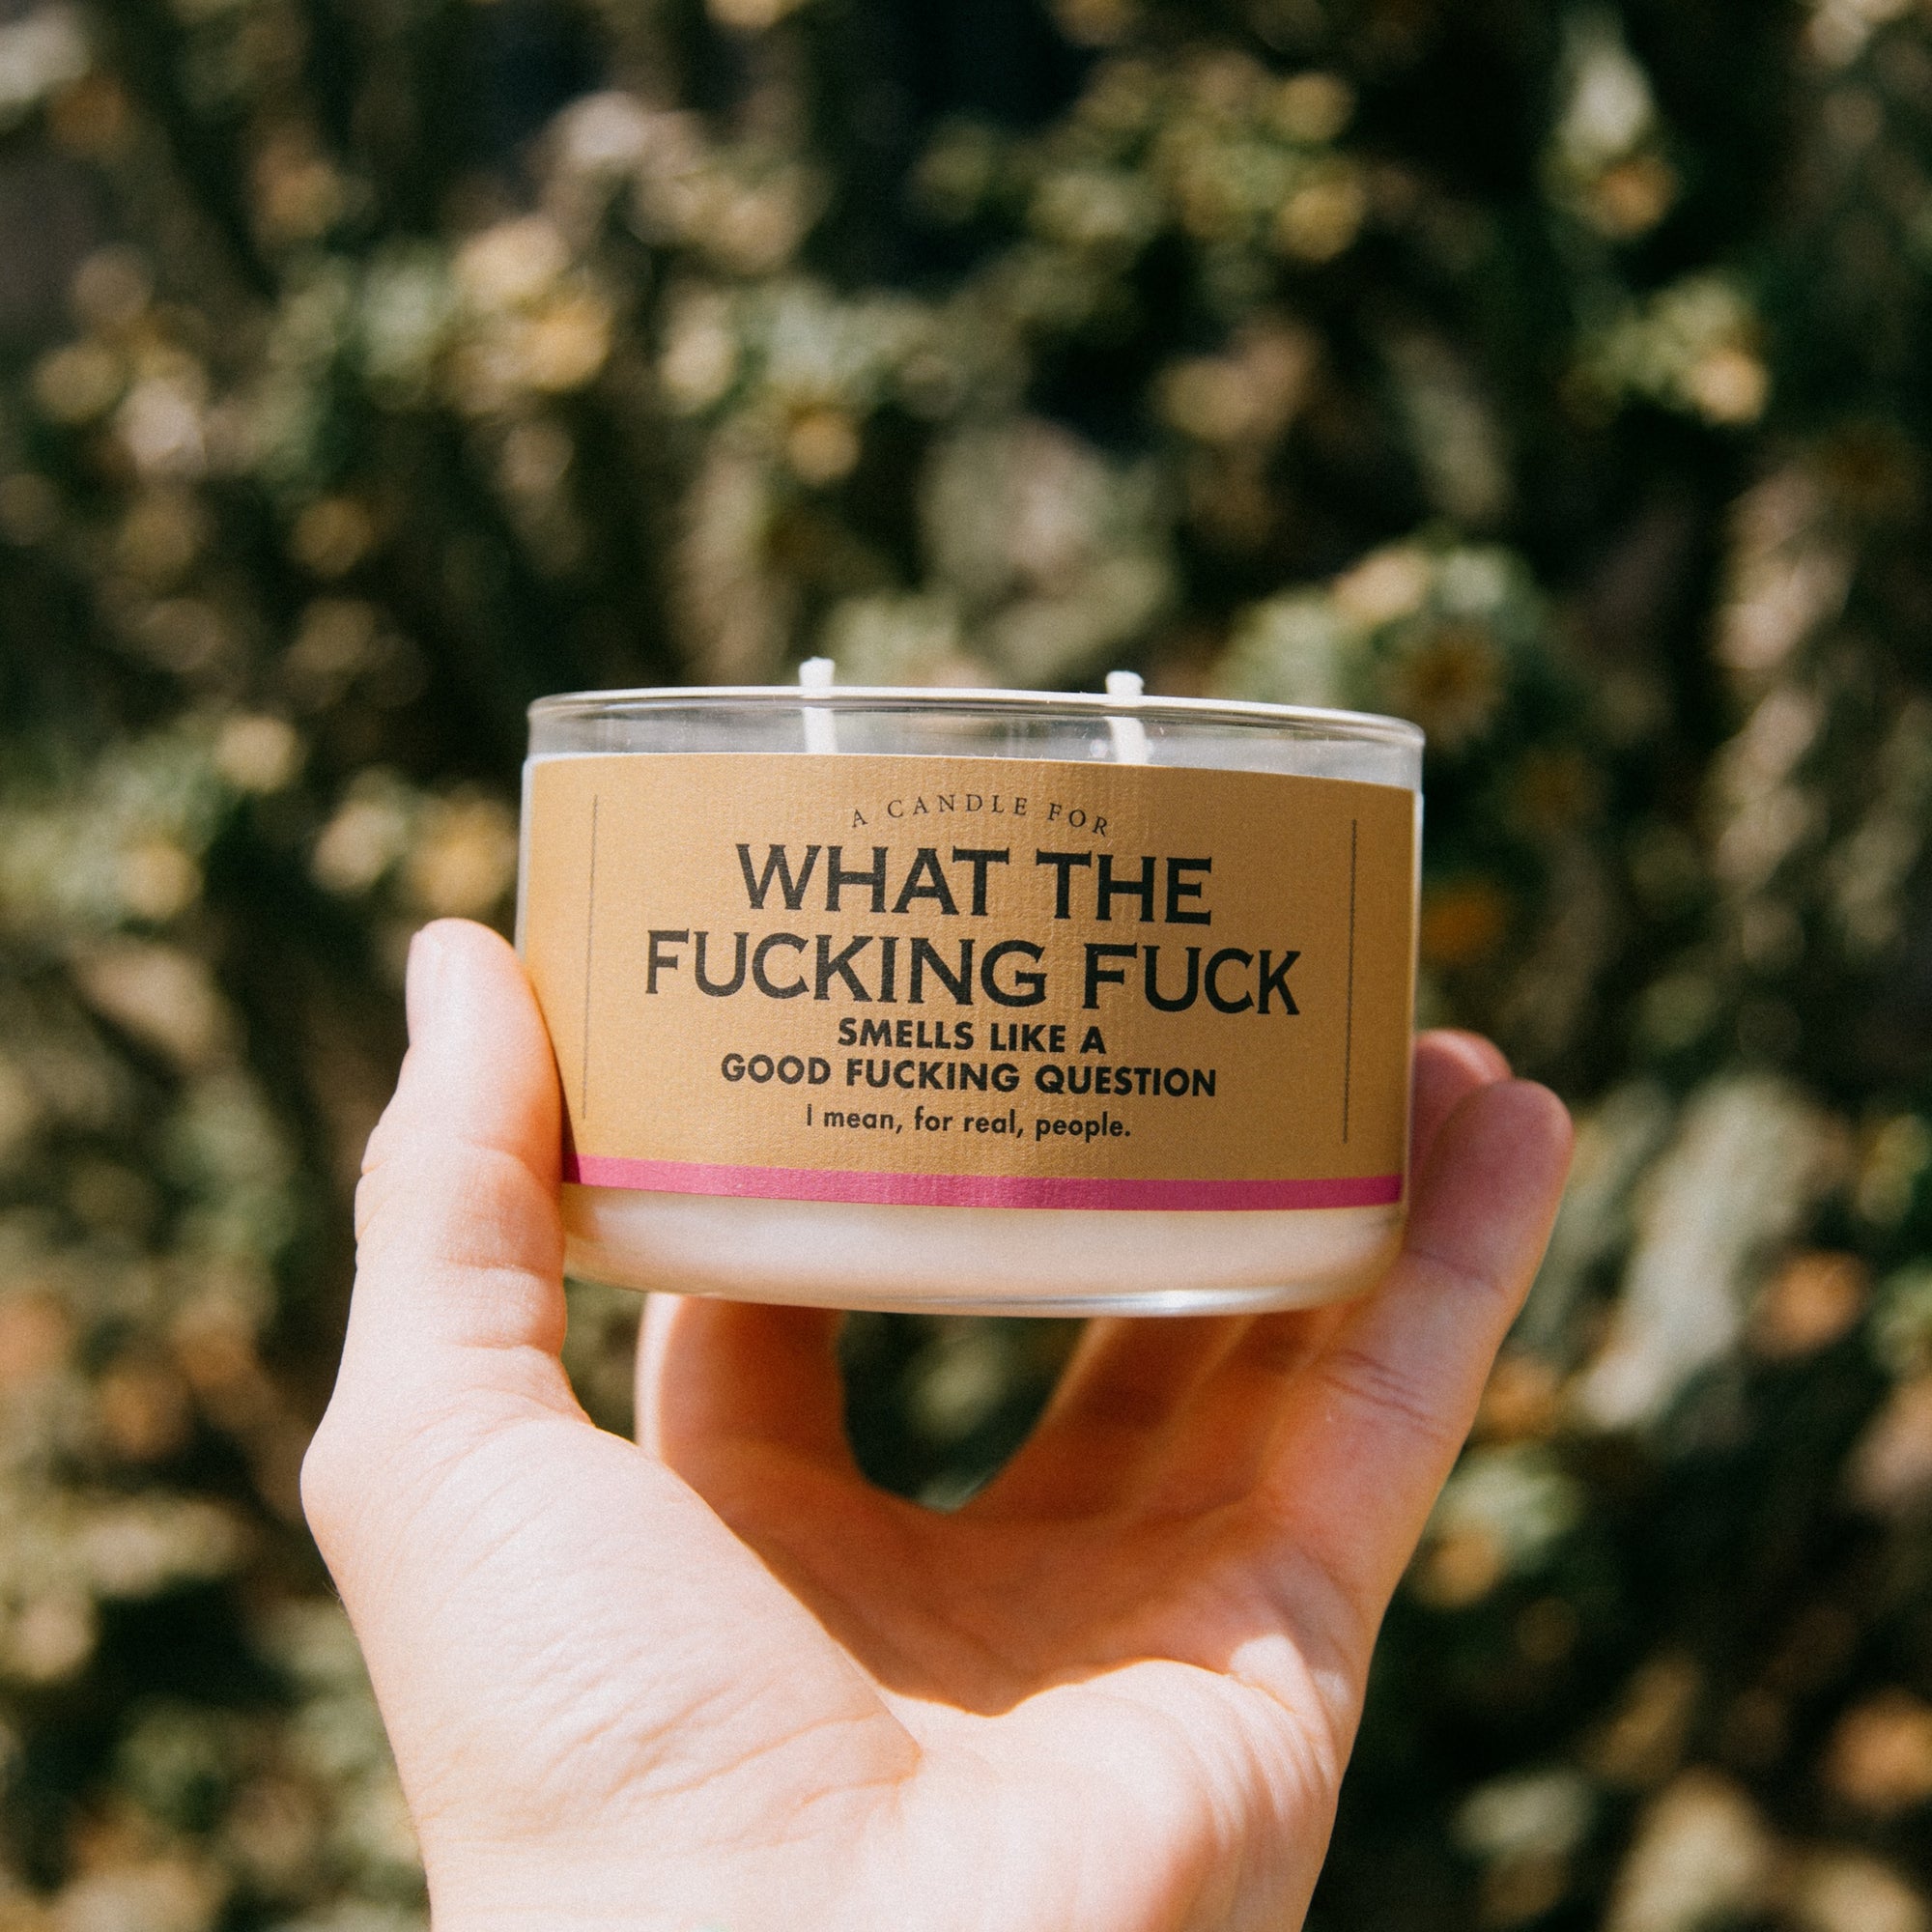 A CANDLE FOR
WHAT THE
FUCKING FUCK
SMELLS LIKE A
GOOD FUCKING QUESTION
I mean, for real, people.